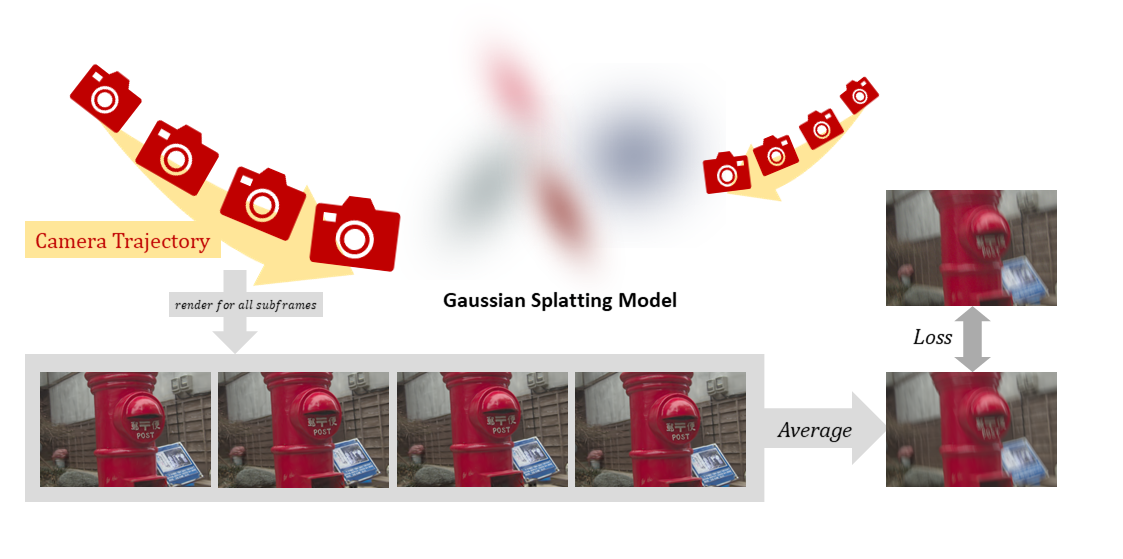 Camera Trajectory
render for all subframes
Gaussian Splatting Model
Loss
郵〒便
POST
郵〒便
POST
郵〒便
POST
郵〒便
POST
Average